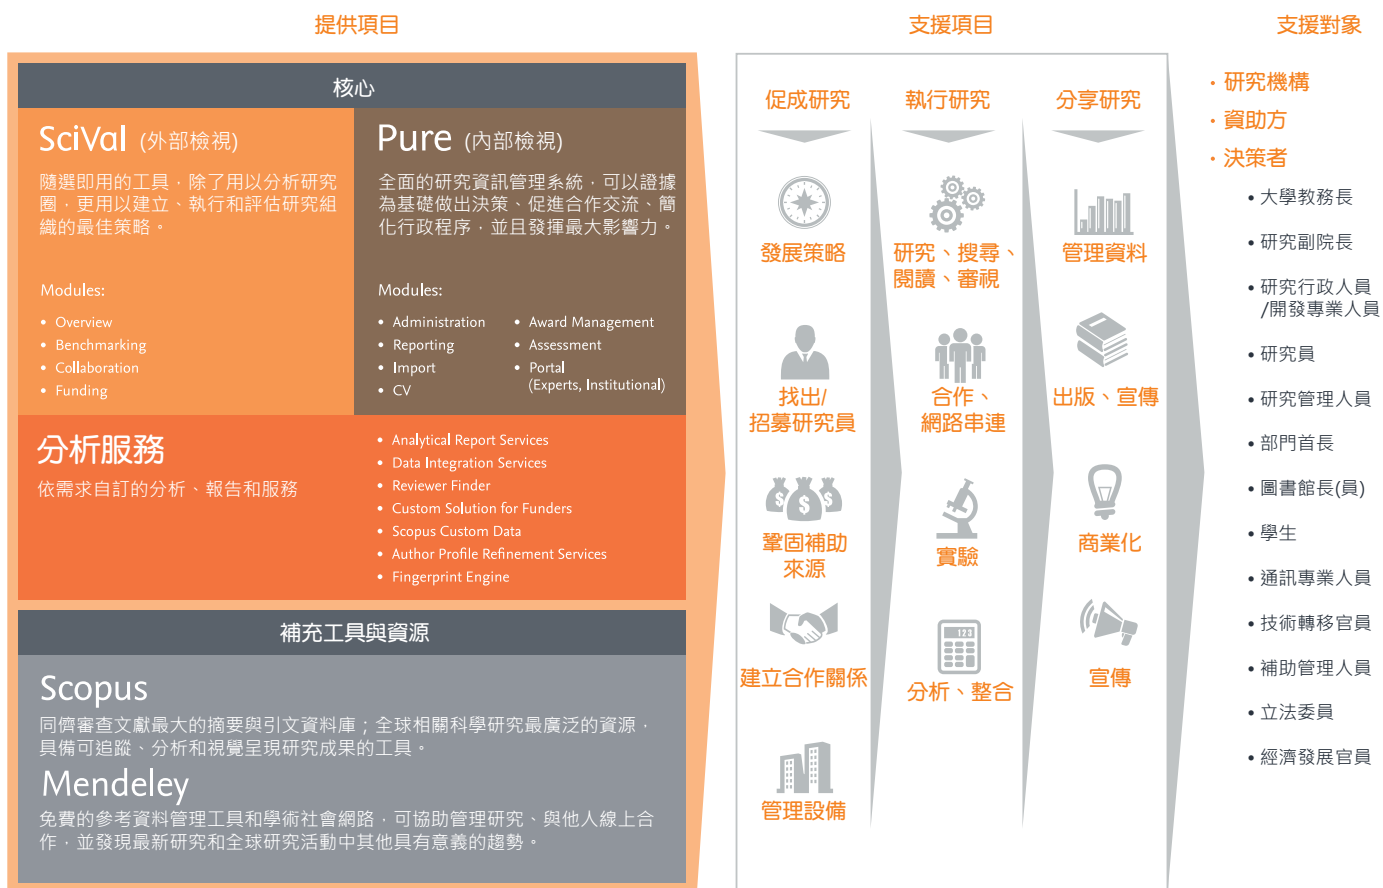 提供項目
核心
SciVal (外部檢視)
隨選即用的工具，除了用以分析研究
圈，更用以建立、執行和評估研究組
織的最佳策略。
Modules:
• Overview
• Benchmarking
• Collaboration
• Funding
Pure (內部檢視)
全面的研究資訊管理系統，可以證據
為基礎做出決策、促進合作交流、簡
化行政程序，並且發揮最大影響力。
Modules:
• Administration
• Reporting
• Import
• CV
• Award Management
• Assessment
• Portal
(Experts, Institutional)
分析服務
依需求自訂的分析、報告和服務
• Analytical Report Services
• Data Integration Services
• Reviewer Finder
• Custom Solution for Funders
• Scopus Custom Data
• Author Profile Refinement Services
• Fingerprint Engine
補充工具與資源
Scopus
同儕審查文獻最大的摘要與引文資料庫；全球相關科學研究最廣泛的資源，
具備可追蹤、分析和視覺呈現研究成果的工具。
Mendeley
免費的參考資料管理工具和學術社會網路，可協助管理研究、與他人線上合
作，並發現最新研究和全球研究活動中其他具有意義的趨勢。
支援項目
促成研究
發展策略
找出/
招募研究員
$ $ $
鞏固補助
來源
建立合作關係
管理設備
執行研究
研究、搜尋、
閱讀、審視
合作、
網路串連
實驗
123
分析、整合
分享研究
管理資料
出版、宣傳
商業化
宣傳
支援對象
・研究機構
・資助方
・決策者
• 大學教務長
• 研究副院長
• 研究行政人員
/開發專業人員
• 研究員
• 研究管理人員
• 部門首長
• 圖書館長(員)
• 學生
• 通訊專業人員
• 技術轉移官員
• 補助管理人員
• 立法委員
• 經濟發展官員